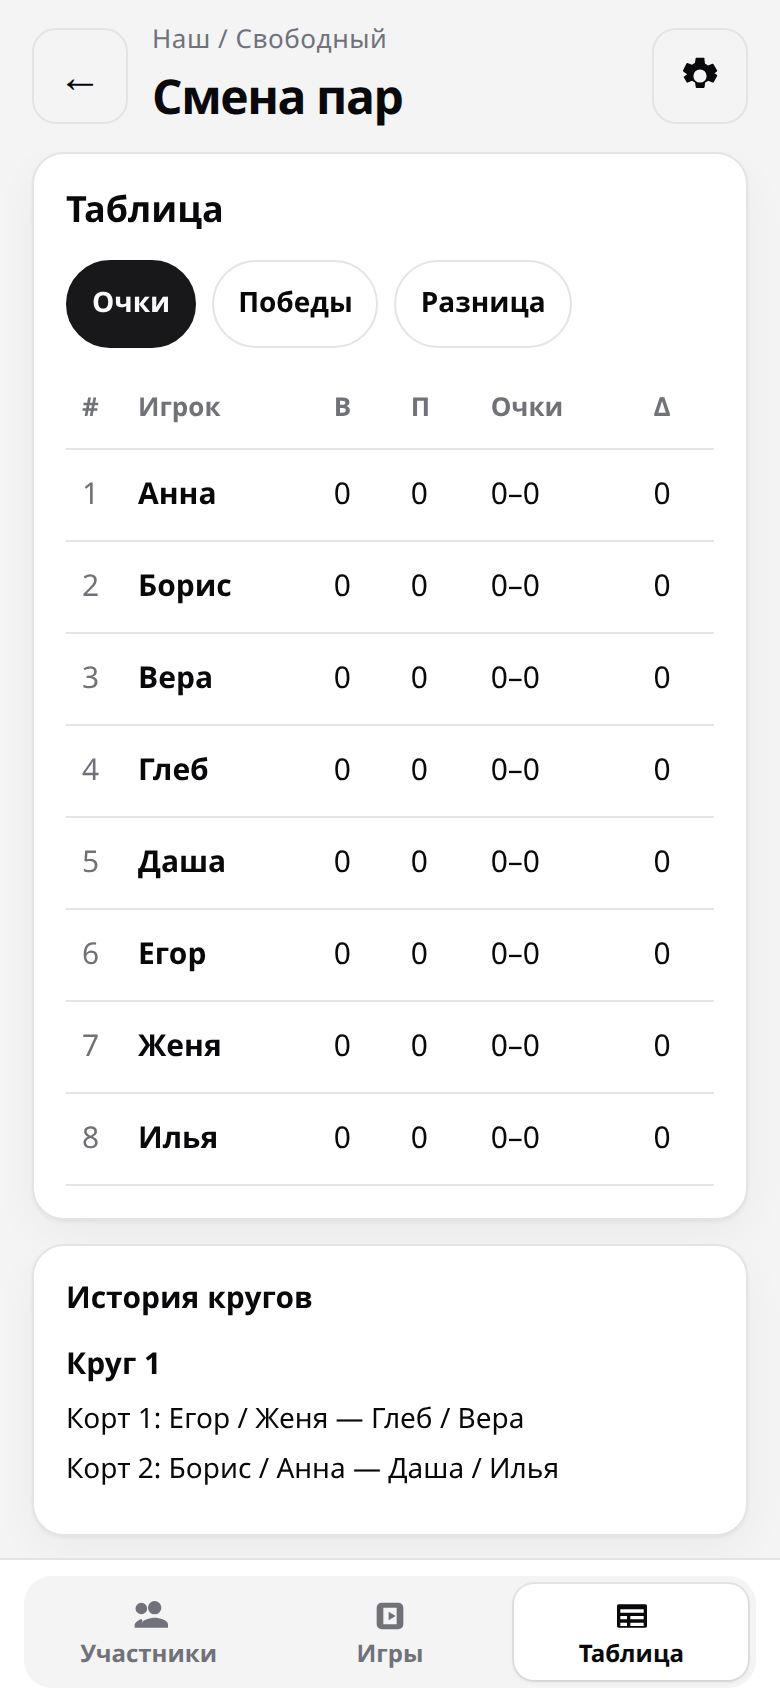 Наш / Свободный
←
Смена пар
Таблица
Очки Победы Разница
# Игрок В П Очки Δ
1 Анна 0 0 0–0 0
2 Борис 0 0 0–0 0
3 Вера 0 0 0–0 0
4 Глеб 0 0 0–0 0
5 Даша 0 0 0–0 0
6 Егор 0 0 0–0 0
7 Женя 0 0 0–0 0
8 Илья 0 0 0–0 0
История кругов
Круг 1
Корт 1: Егор / Женя — Глеб / Вера
Корт 2: Борис / Анна — Даша / Илья
Участники Игры Таблица